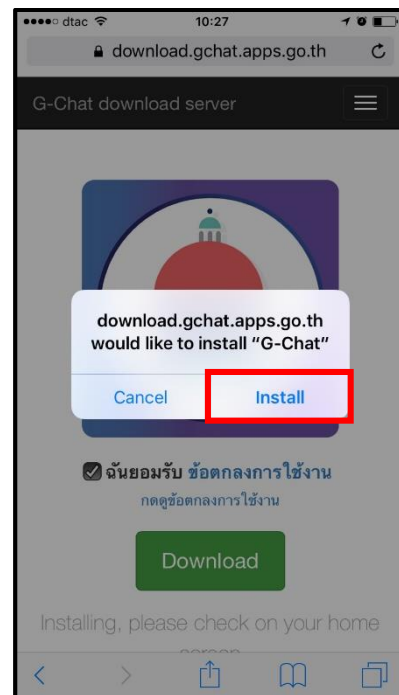 dtac 10:27
download.gchat.apps.go.th
G-Chat download server
download.gchat.apps.go.th
would like to install “G-Chat”
Cancel Install
ฉันยอมรับ ข้อตกลงการใช้งาน
กดดูข้อตกลงการใช้งาน
Download
Installing, please check on your home
screen